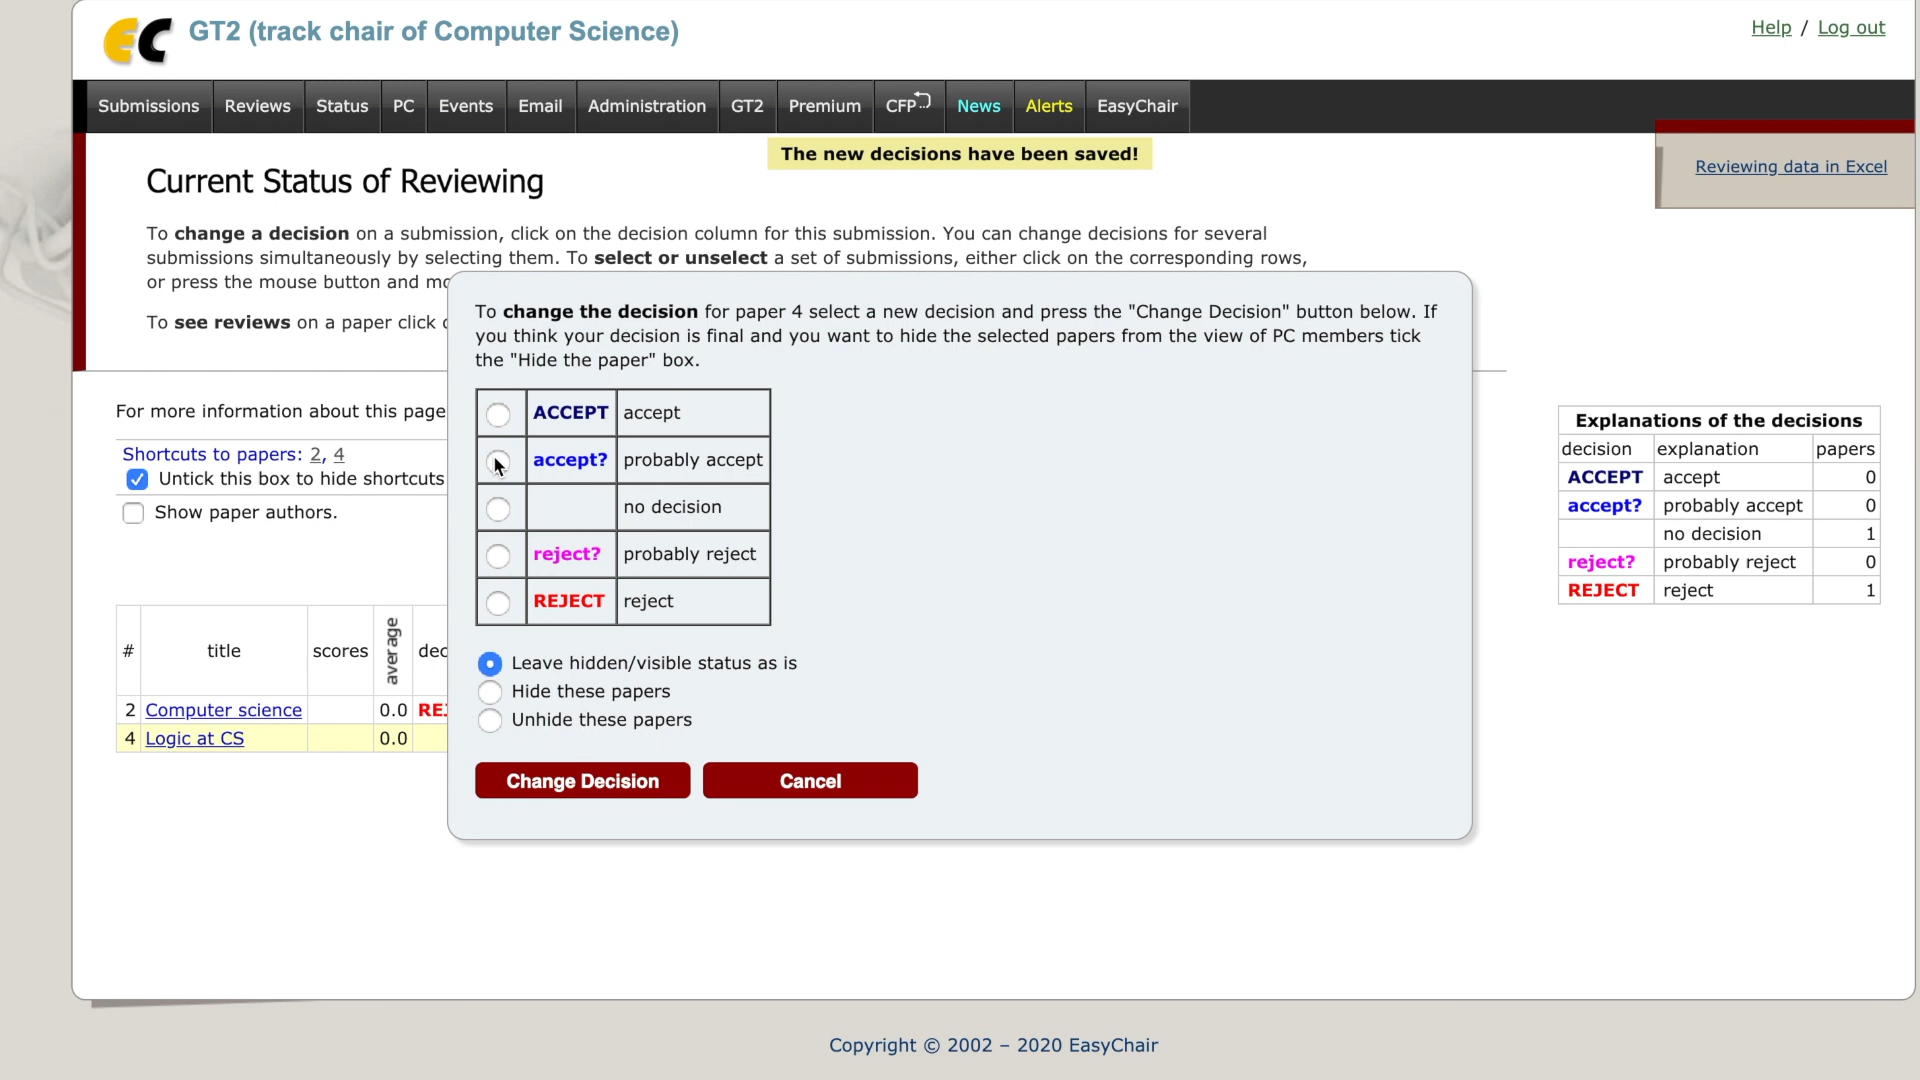 EC
GT2 (track chair of Computer Science)
Help / Log out
Submissions Reviews Status PC Events Email Administration GT2 Premium CFP News Alerts EasyChair
The new decisions have been saved!
Reviewing data in Excel
Current Status of Reviewing
To change a decision on a submission, click on the decision column for this submission. You can change decisions for several
submissions simultaneously by selecting them. To select or unselect a set of submissions, either click on the corresponding rows,
or press the mouse button and
To see reviews on a paper click
To change the decision for paper 4 select a new decision and press the "Change Decision" button below. If
you think your decision is final and you want to hide the selected papers from the view of PC members tick
the "Hide the paper" box.
ACCEPT accept
accept? probably accept
no decision
reject? probably reject
REJECT reject
Leave hidden/visible status as is
Hide these papers
Unhide these papers
Change Decision Cancel
For more information about this page
Shortcuts to papers: 2, 4
Untick this box to hide shortcuts
Show paper authors.
# title scores average dec
2 Computer science 0.0 REJ
4 Logic at CS 0.0
Explanations of the decisions
decision explanation papers
ACCEPT accept 0
accept? probably accept 0
no decision 1
reject? probably reject 0
REJECT reject 1
Copyright © 2002 – 2020 EasyChair